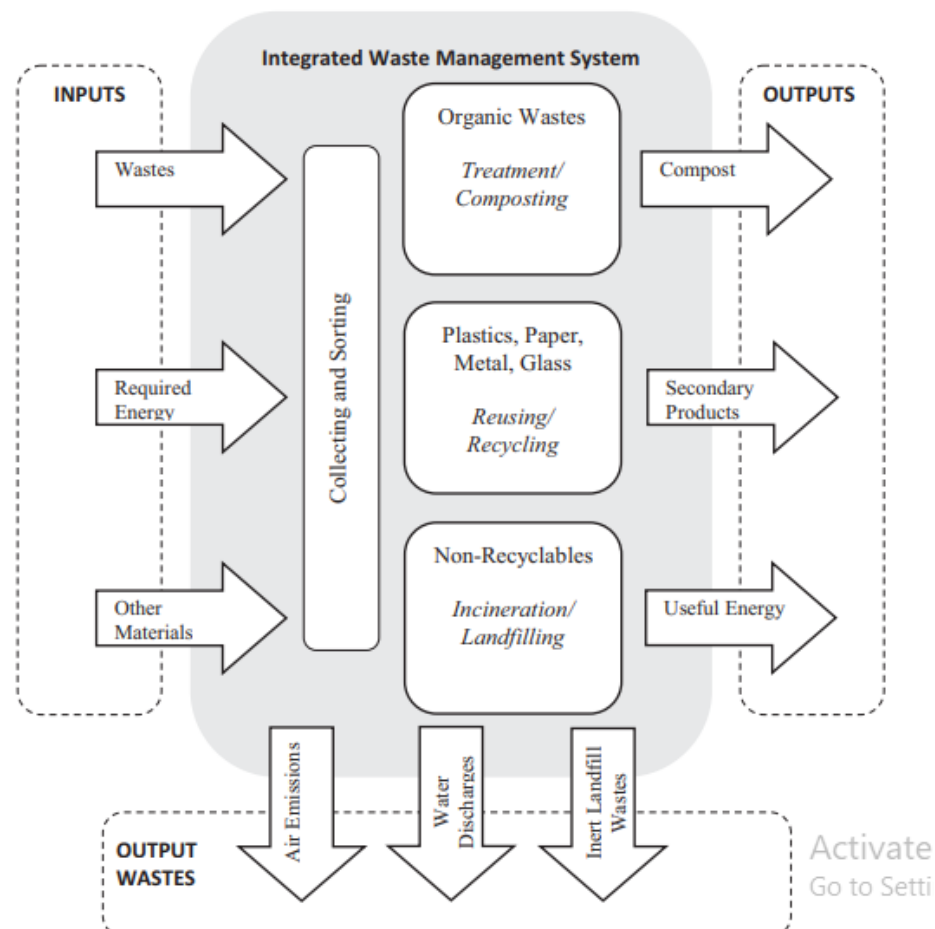 Integrated Waste Management System
INPUTS
OUTPUTS
Wastes
Required
Energy
Other
Materials
Collecting and Sorting
Organic Wastes
Treatment/
Composting
Plastics, Paper,
Metal, Glass
Reusing/
Recycling
Non-Recyclables
Incineration/
Landfilling
Compost
Secondary
Products
Useful Energy
Air Emissions
Water
Discharges
Inert Landfill
Wastes
OUTPUT
WASTES
Activate
Go to Setti